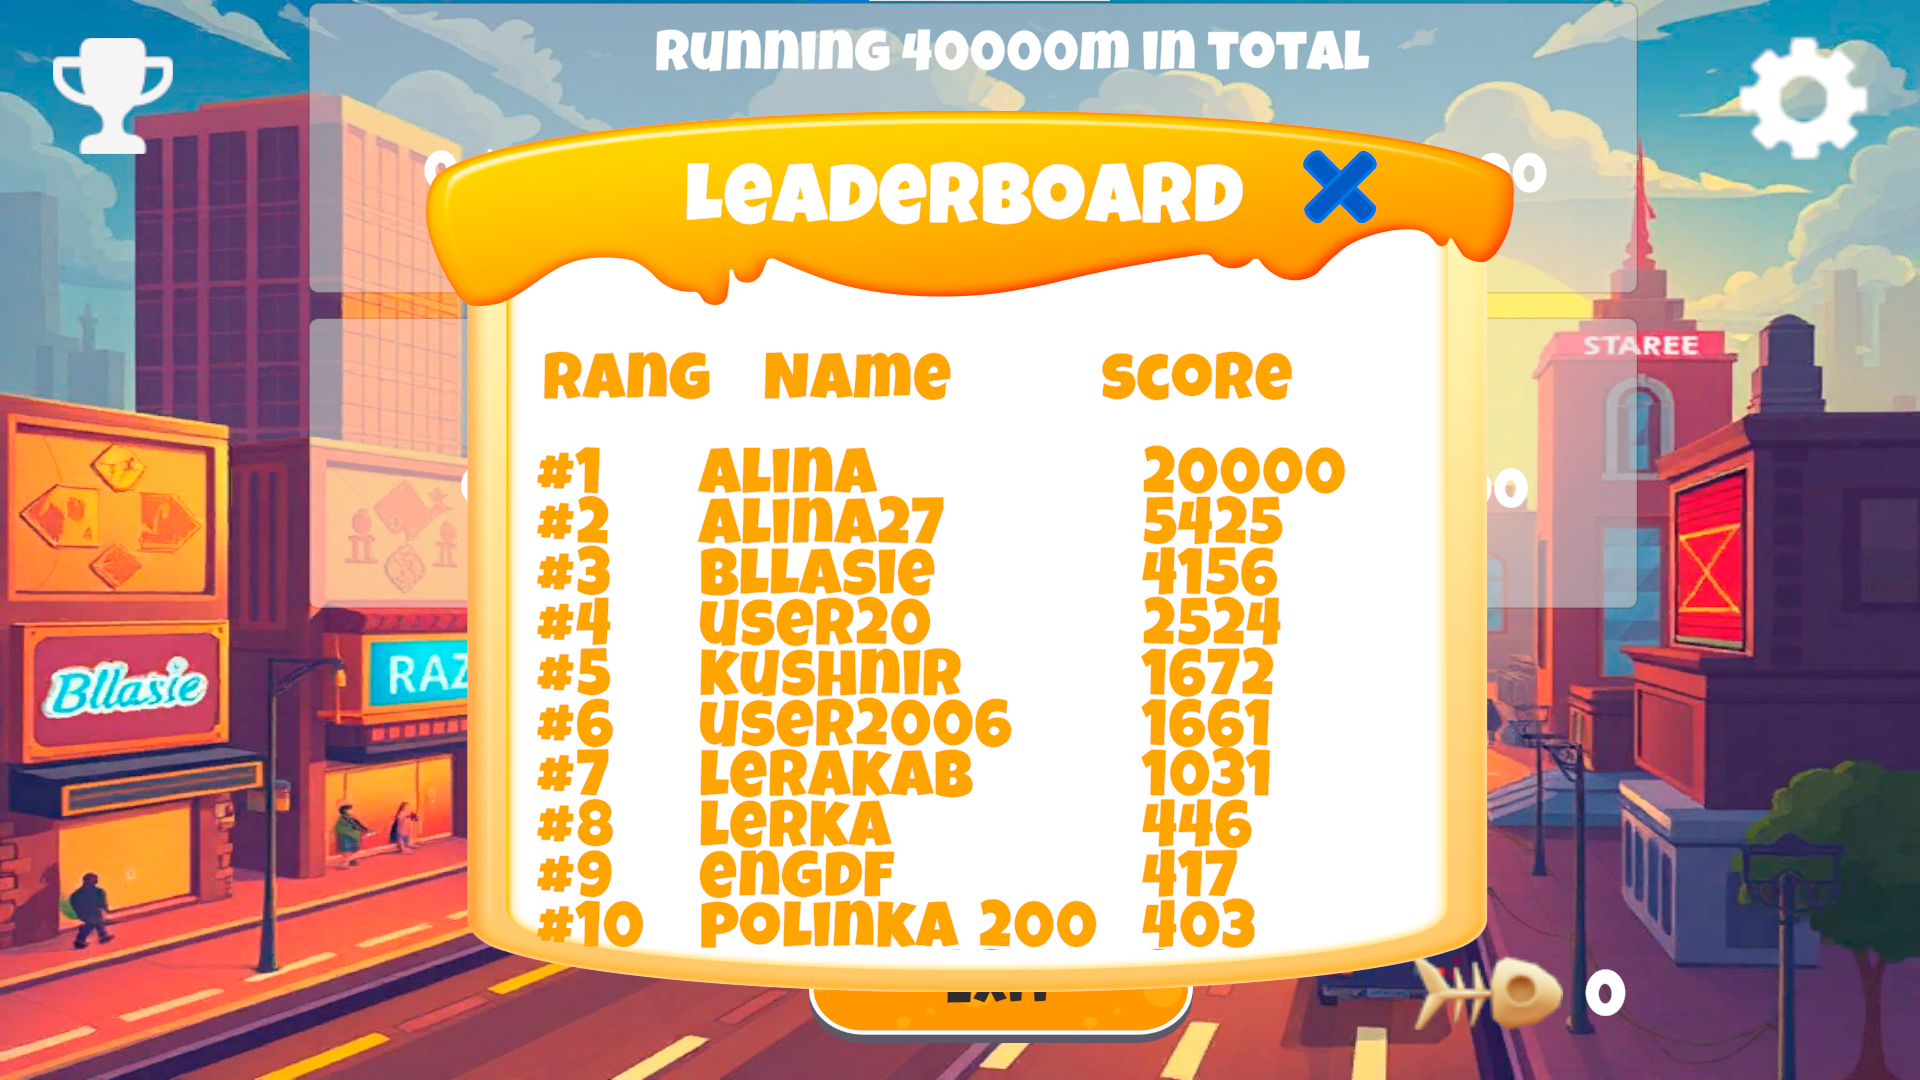 RUNNING 40000M IN TOTAL
LEADERBOARD
RANG NAME SCORE
#1 ALINA 20000
#2 ALINA27 5425
#3 BLLASIE 4156
#4 USER20 2524
#5 KUSHNIR 1672
#6 USER2006 1661
#7 LERAKAB 1031
#8 LERKA 446
#9 ENGDF 417
#10 POLINKA 200 403
STAREE
Bllasie
RAZ
EXIT
0